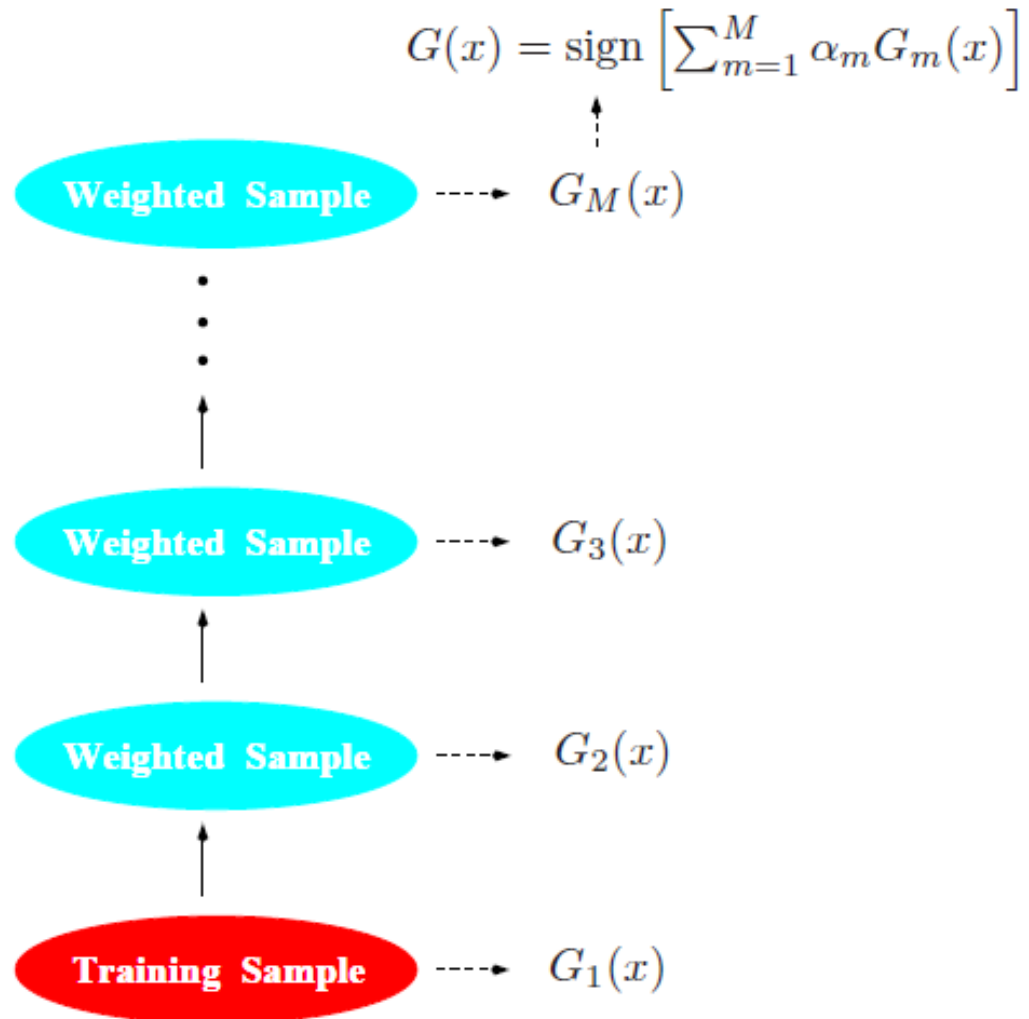 G(x) = sign [∑_{m=1}^{M} α_m G_m(x)]
Weighted Sample G_M(x)
Weighted Sample G_3(x)
Weighted Sample G_2(x)
Training Sample G_1(x)